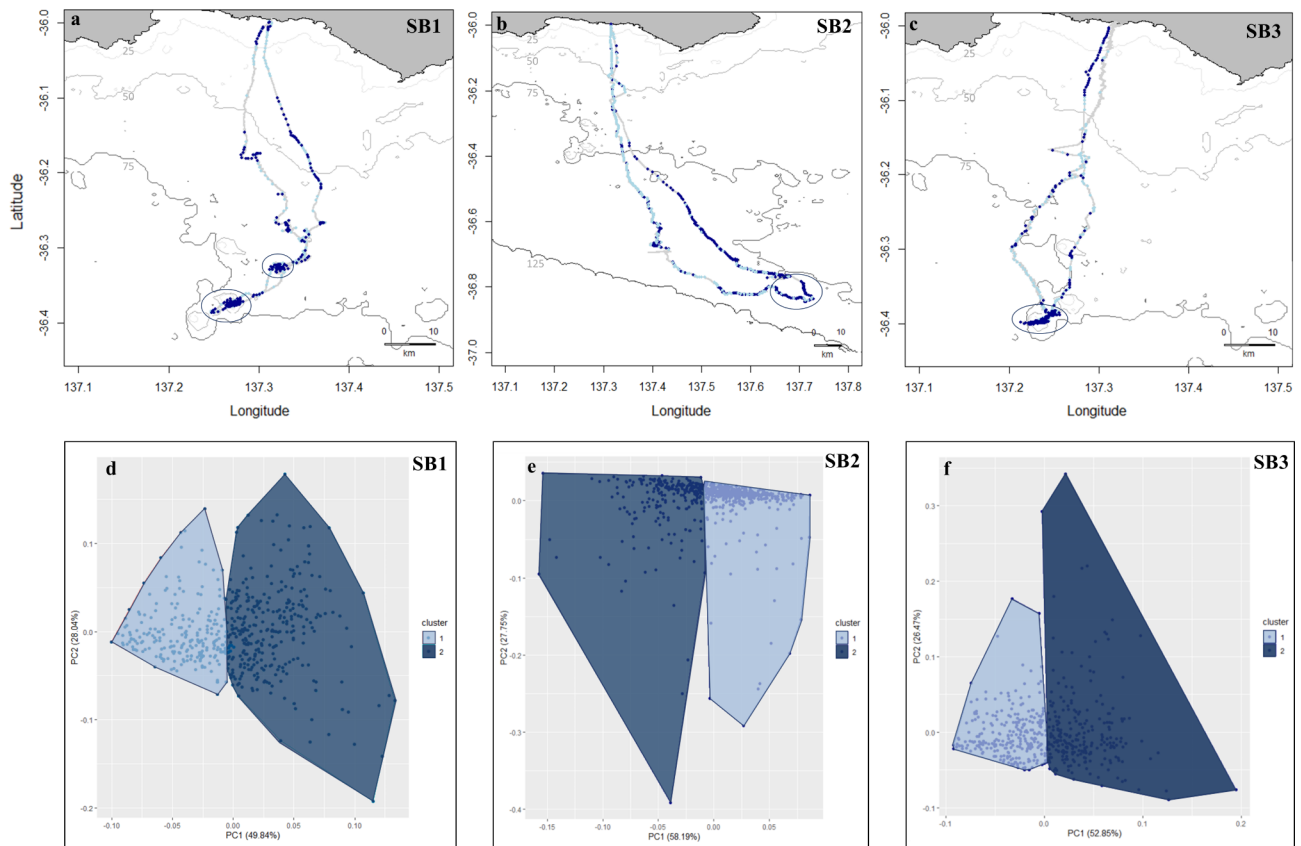 a
SB1
-36.0
-36.1
-36.2
-36.3
-36.4
Latitude
25
50
75
0 10
km
137.1 137.2 137.3 137.4 137.5
Longitude
b
SB2
-36.0
-36.2
-36.4
-36.6
-36.8
-37.0
25
50
75
125
0 10
km
137.1 137.2 137.3 137.4 137.5 137.6 137.7 137.8
Longitude
c
SB3
-36.0
-36.1
-36.2
-36.3
-36.4
25
50
75
0 10
km
137.1 137.2 137.3 137.4 137.5
Longitude
d
SB1
0.1
0.0
-0.1
-0.2
PC2 (28.04%)
-0.10 -0.05 0.00 0.05 0.10
PC1 (49.84%)
cluster
1
2
e
SB2
0.0
-0.1
-0.2
-0.3
-0.4
PC2 (27.75%)
-0.15 -0.10 -0.05 0.00 0.05
PC1 (58.19%)
cluster
1
2
f
SB3
0.3
0.2
0.1
0.0
-0.1
PC2 (26.47%)
-0.1 0.0 0.1 0.2
PC1 (52.85%)
cluster
1
2